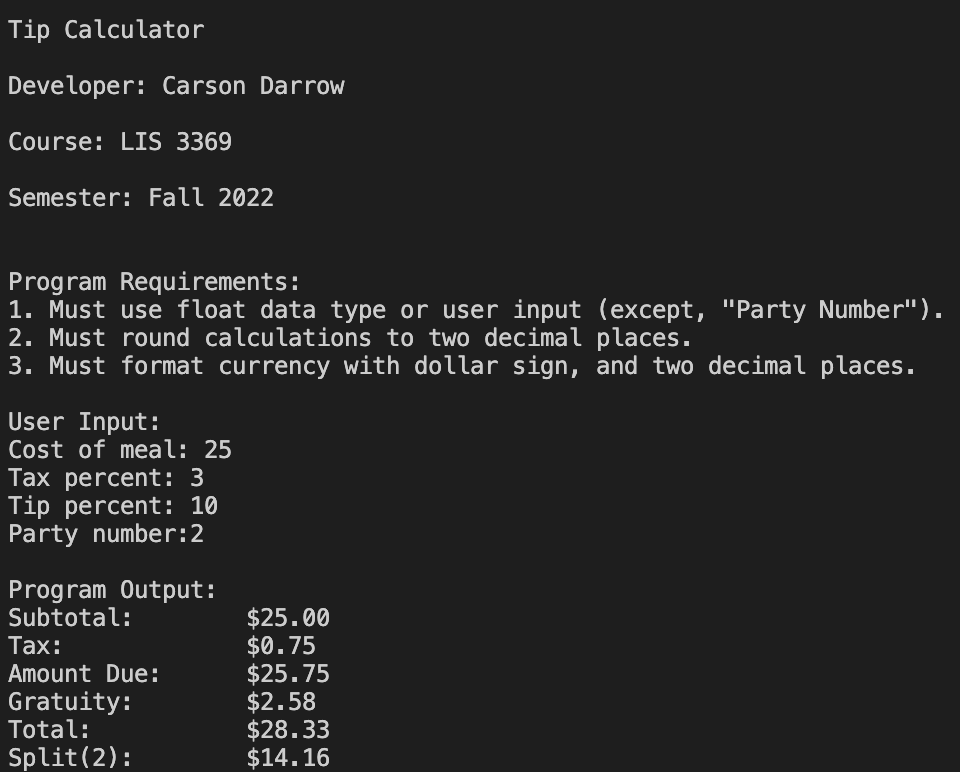 Tip Calculator
Developer: Carson Darrow
Course: LIS 3369
Semester: Fall 2022
Program Requirements:
1. Must use float data type or user input (except, "Party Number").
2. Must round calculations to two decimal places.
3. Must format currency with dollar sign, and two decimal places.
User Input:
Cost of meal: 25
Tax percent: 3
Tip percent: 10
Party number:2
Program Output:
Subtotal: $25.00
Tax: $0.75
Amount Due: $25.75
Gratuity: $2.58
Total: $28.33
Split(2): $14.16